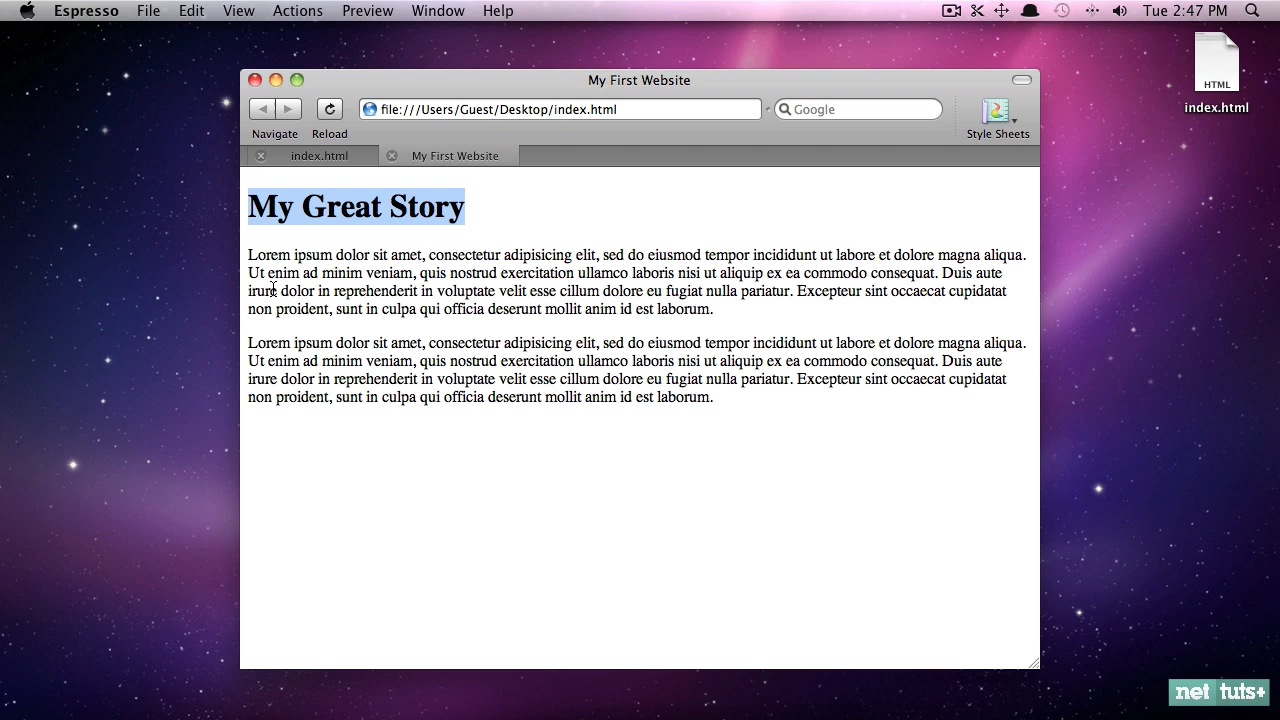 Espresso File Edit View Actions Preview Window Help Tue 2:47 PM
HTML
index.html
My First Website
file:///Users/Guest/Desktop/index.html Google
Navigate Reload Style Sheets
index.html My First Website
My Great Story
Lorem ipsum dolor sit amet, consectetur adipisicing elit, sed do eiusmod tempor incididunt ut labore et dolore magna aliqua.
Ut enim ad minim veniam, quis nostrud exercitation ullamco laboris nisi ut aliquip ex ea commodo consequat. Duis aute
irure dolor in reprehenderit in voluptate velit esse cillum dolore eu fugiat nulla pariatur. Excepteur sint occaecat cupidatat
non proident, sunt in culpa qui officia deserunt mollit anim id est laborum.
Lorem ipsum dolor sit amet, consectetur adipisicing elit, sed do eiusmod tempor incididunt ut labore et dolore magna aliqua.
Ut enim ad minim veniam, quis nostrud exercitation ullamco laboris nisi ut aliquip ex ea commodo consequat. Duis aute
irure dolor in reprehenderit in voluptate velit esse cillum dolore eu fugiat nulla pariatur. Excepteur sint occaecat cupidatat
non proident, sunt in culpa qui officia deserunt mollit anim id est laborum.
net tuts+